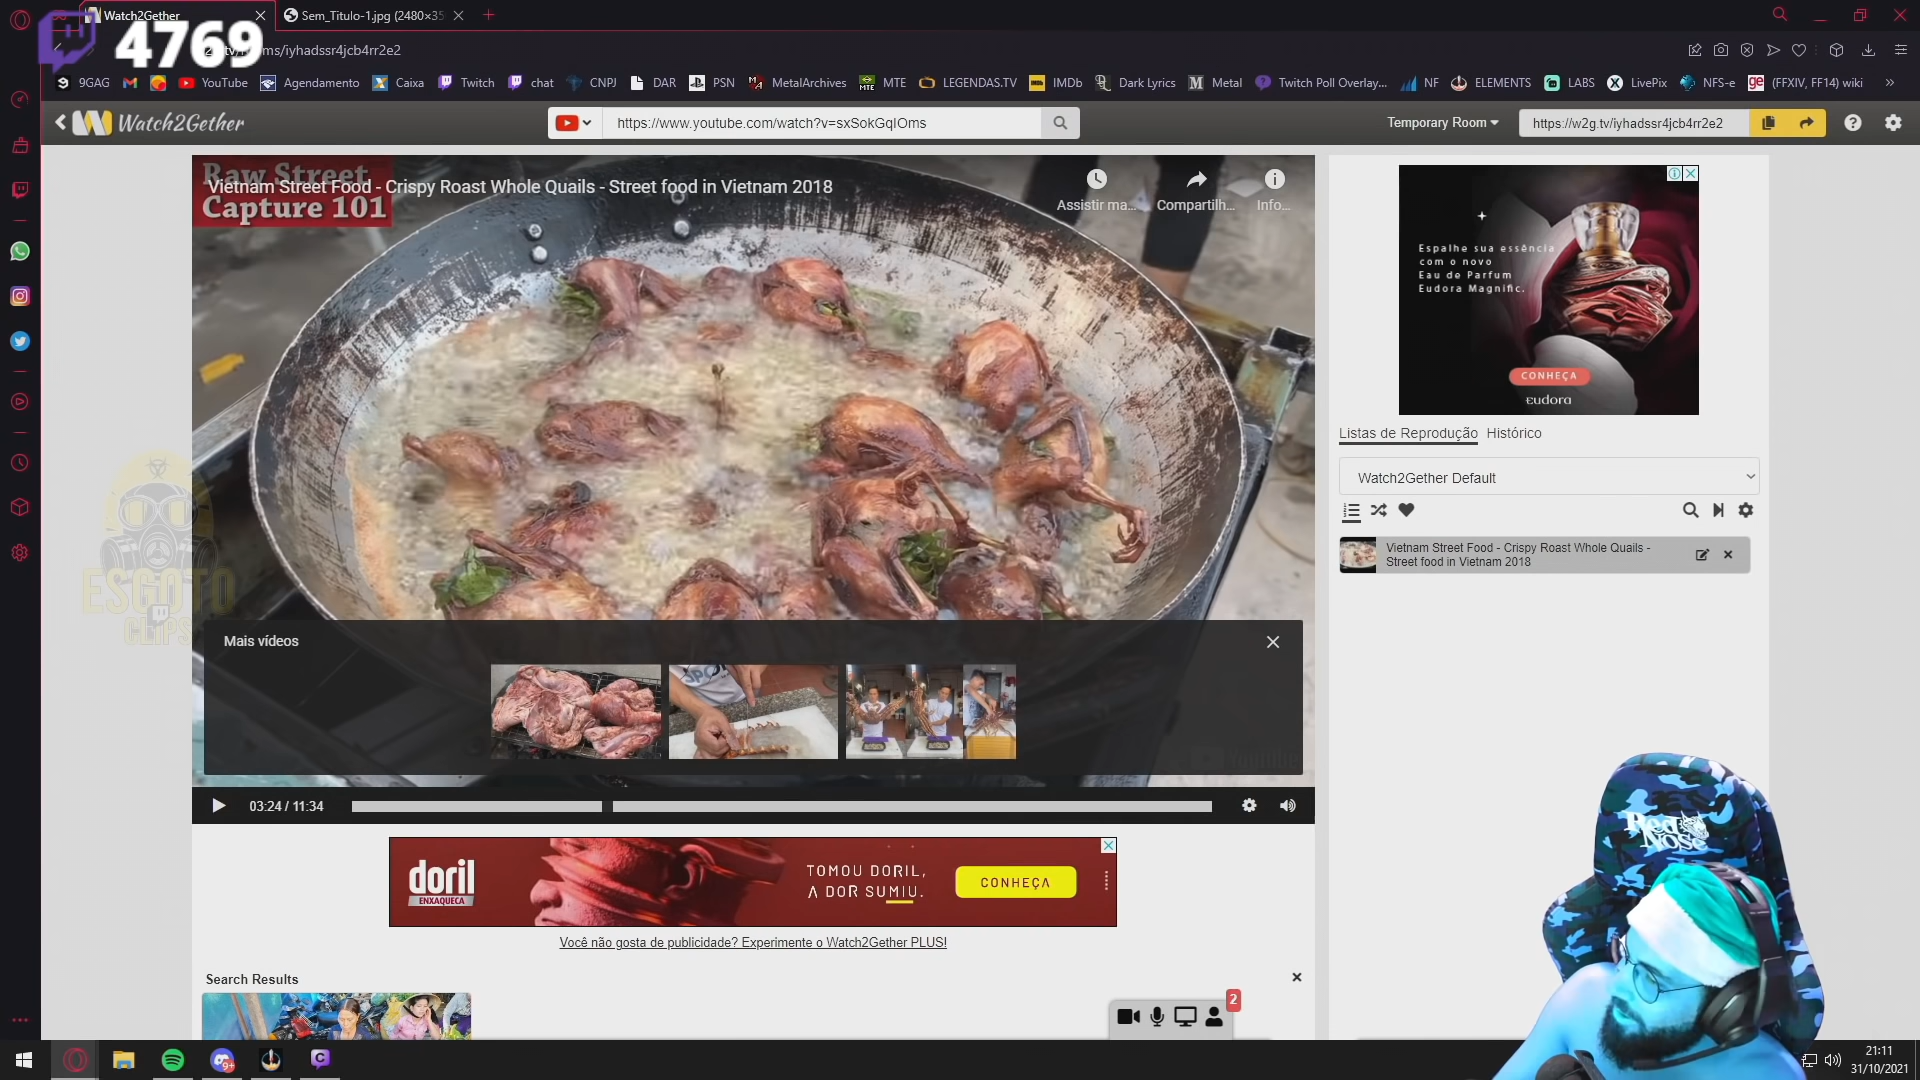 Watch2Gether
Sem_Titulo-1.jpg (2480×35
4769
ms/iyhadssr4jcb4rr2e2
9GAG
YouTube
Agendamento
Caixa
Twitch
chat
CNPJ
DAR
PSN
MetalArchives
MTE
LEGENDAS.TV
IMDb
Dark Lyrics
Metal
Twitch Poll Overlay...
NF
ELEMENTS
LABS
LivePix
NFS-e
(FFXIV, FF14) wiki
Watch2Gether
https://www.youtube.com/watch?v=sxSokGqIOms
Temporary Room
https://w2g.tv/iyhadssr4jcb4rr2e2
Raw Street
Capture 101
Vietnam Street Food - Crispy Roast Whole Quails - Street food in Vietnam 2018
Assistir ma...
Compartilh...
Info...
Espalhe sua essência
com o novo
Eau de Parfum
Eudora Magnific.
CONHEÇA
eudora
Listas de Reprodução
Histórico
Watch2Gether Default
Vietnam Street Food - Crispy Roast Whole Quails -
Street food in Vietnam 2018
ESGOTO
CLIPS
Mais vídeos
03:24 / 11:34
doril
ENXAQUECA
TOMOU DORIL,
A DOR SUMIU.
CONHEÇA
Você não gosta de publicidade? Experimente o Watch2Gether PLUS!
Search Results
2
Red
Nose
9+
21:11
31/10/2021